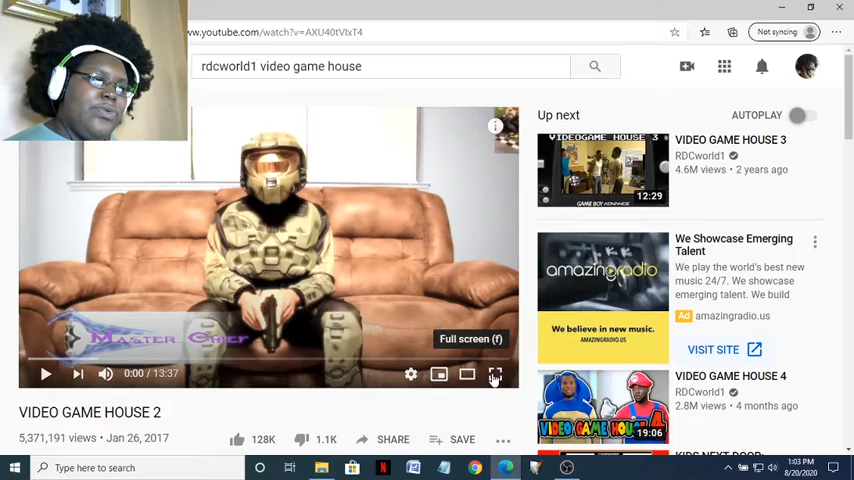 ww.youtube.com/watch?v=AXU40tVIxT4
Not syncing
rdcworld1 video game house
Up next
AUTOPLAY
VIDEOGAME HOUSE 3
GAME BOY ADVANCE
12:29
VIDEO GAME HOUSE 3
RDCworld1
4.6M views • 2 years ago
amazingradio
We believe in new music.
AMAZINGRADIO.COM
We Showcase Emerging
Talent
We play the world's best new
music 24/7. We showcase
emerging talent. We build
Ad amazingradio.us
VISIT SITE
VIDEO GAME HOUSE
4
19:06
VIDEO GAME HOUSE 4
RDCworld1
2.8M views • 4 months ago
Master Chief
Full screen (f)
0:00 / 13:37
VIDEO GAME HOUSE 2
5,371,191 views • Jan 26, 2017
128K
1.1K
SHARE
SAVE
Type here to search
1:03 PM
8/20/2020